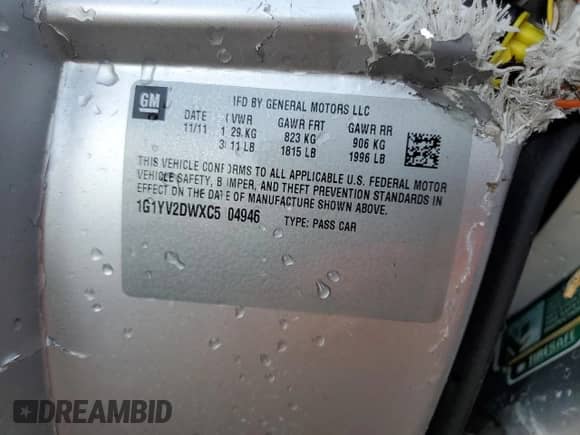 GM
MFD BY GENERAL MOTORS LLC
DATE GVWR GAWR FRT GAWR RR
11/11 1 29 KG 823 KG 906 KG
3 11 LB 1815 LB 1996 LB
THIS VEHICLE CONFORMS TO ALL APPLICABLE U.S. FEDERAL MOTOR
VEHICLE SAFETY, BUMPER, AND THEFT PREVENTION STANDARDS IN
EFFECT ON THE DATE OF MANUFACTURE SHOWN ABOVE.
1G1YV2DWXC5 04946 TYPE: PASS CAR
DREAMBID